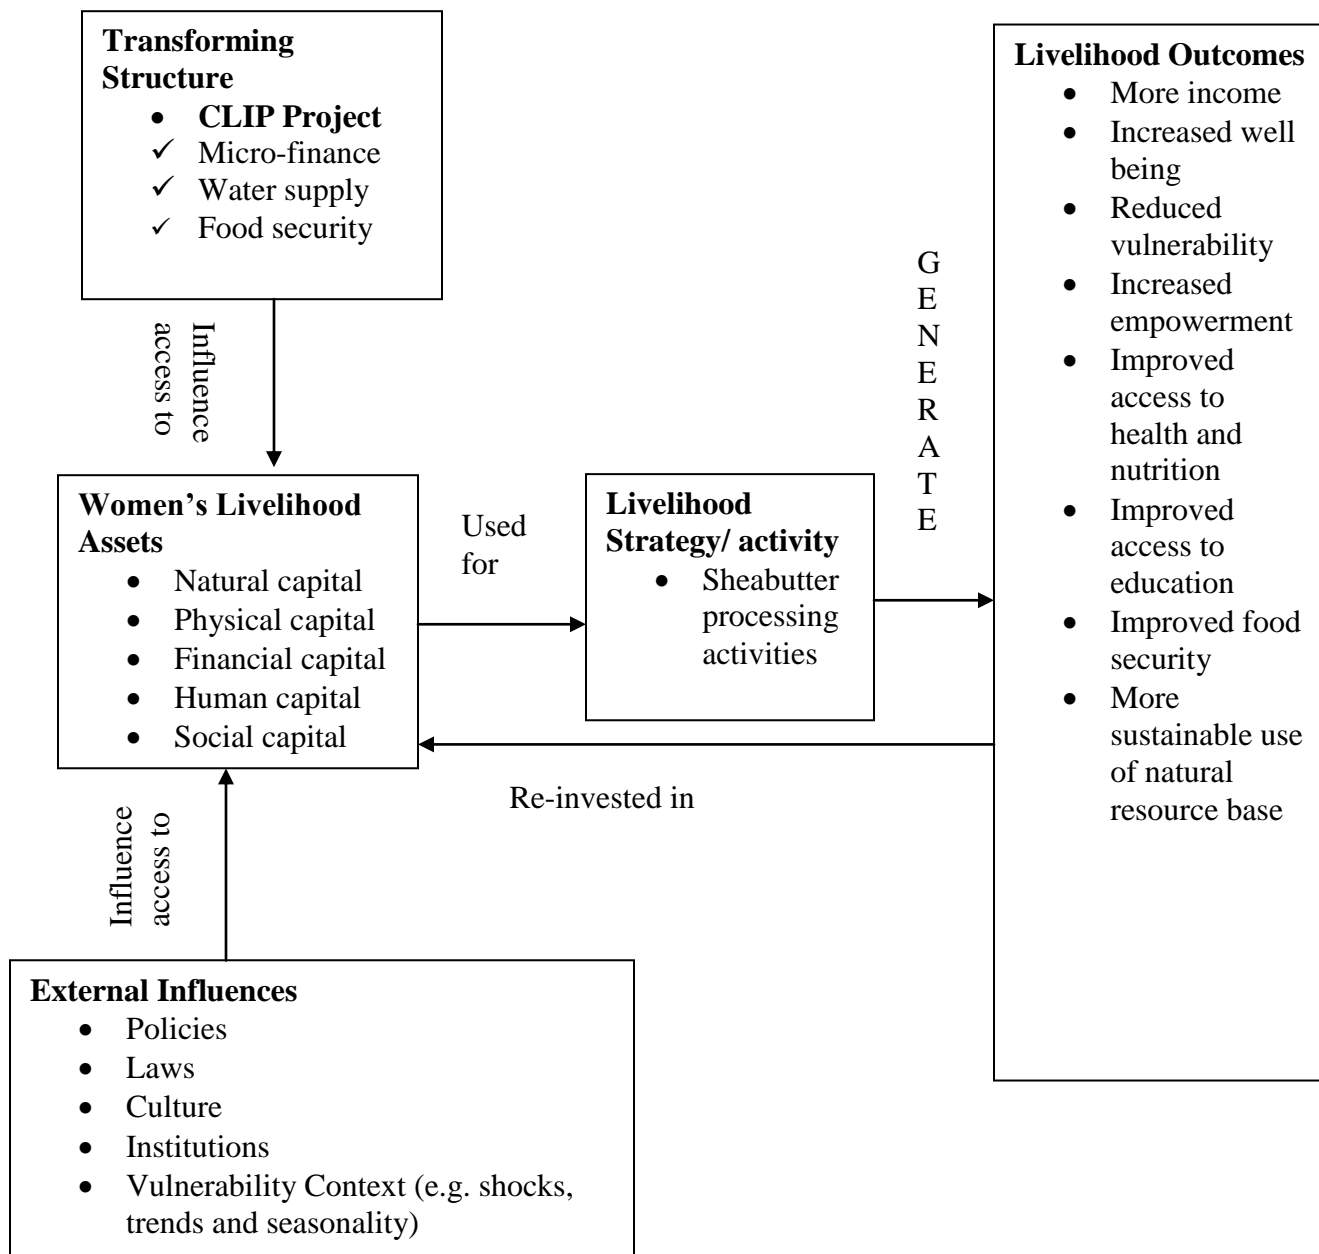 Transforming
Structure
• CLIP Project
✓ Micro-finance
✓ Water supply
✓ Food security
Influence
access to
Women’s Livelihood
Assets
• Natural capital
• Physical capital
• Financial capital
• Human capital
• Social capital
Used
for
Livelihood
Strategy/ activity
• Sheabutter
processing
activities
G
E
N
E
R
A
T
E
Livelihood Outcomes
• More income
• Increased well
being
• Reduced
vulnerability
• Increased
empowerment
• Improved
access to
health and
nutrition
• Improved
access to
education
• Improved food
security
• More
sustainable use
of natural
resource base
Re-invested in
Influence
access to
External Influences
• Policies
• Laws
• Culture
• Institutions
• Vulnerability Context (e.g. shocks,
trends and seasonality)